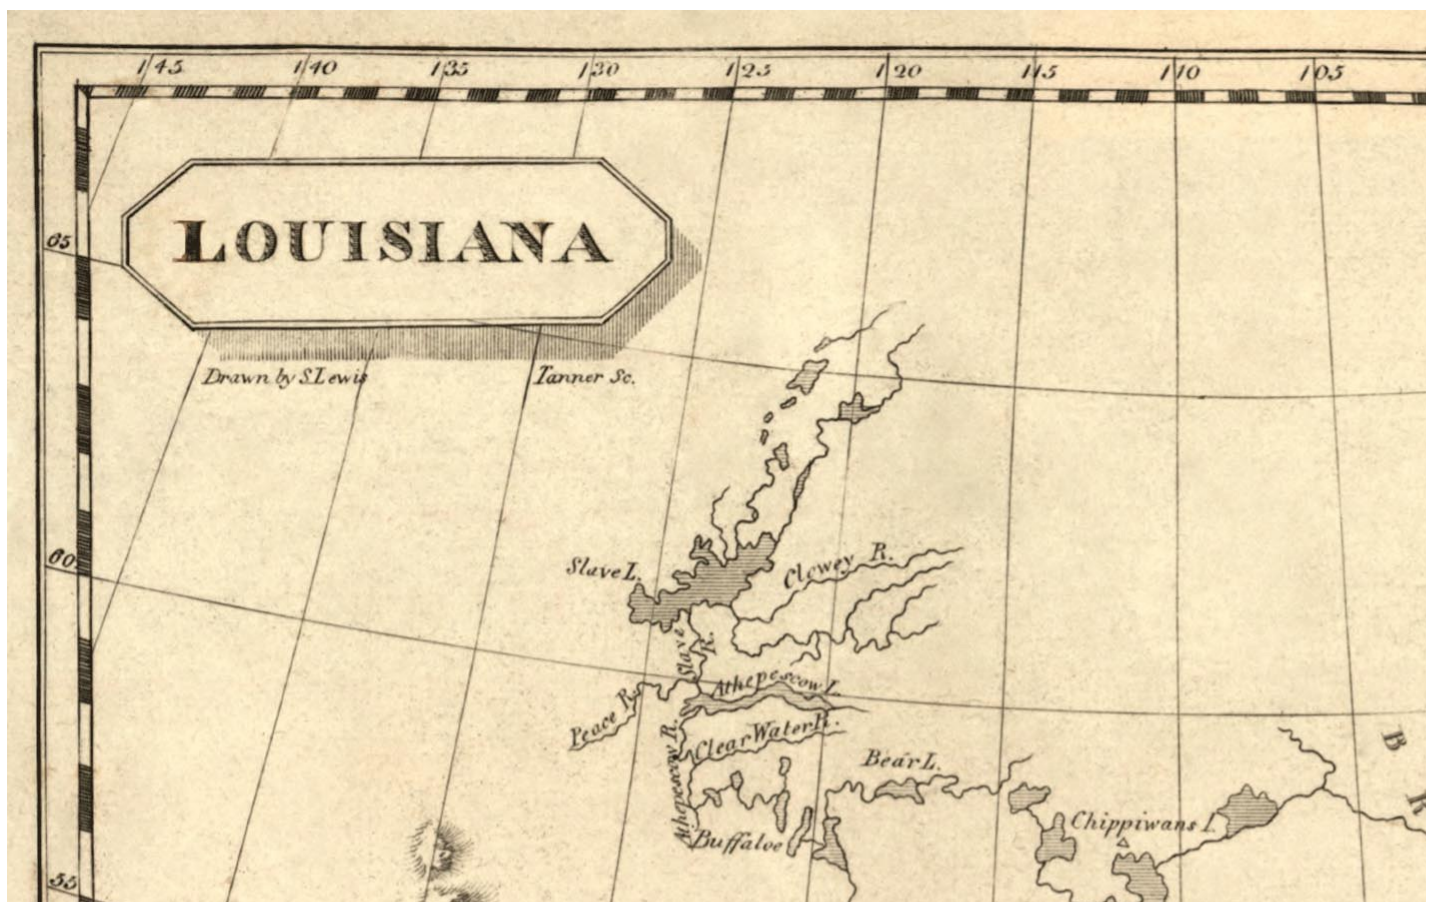 145 140 135 130 125 120 115 110 105
65
LOUISIANA
Drawn by S. Lewis
Tanner Sc.
60
Slave L.
Clowey R.
Slave R.
Athepescow L.
Peace R.
Athepescow R.
Clear Water R.
Bear L.
B
R
Chippiwans L.
Buffaloe
55